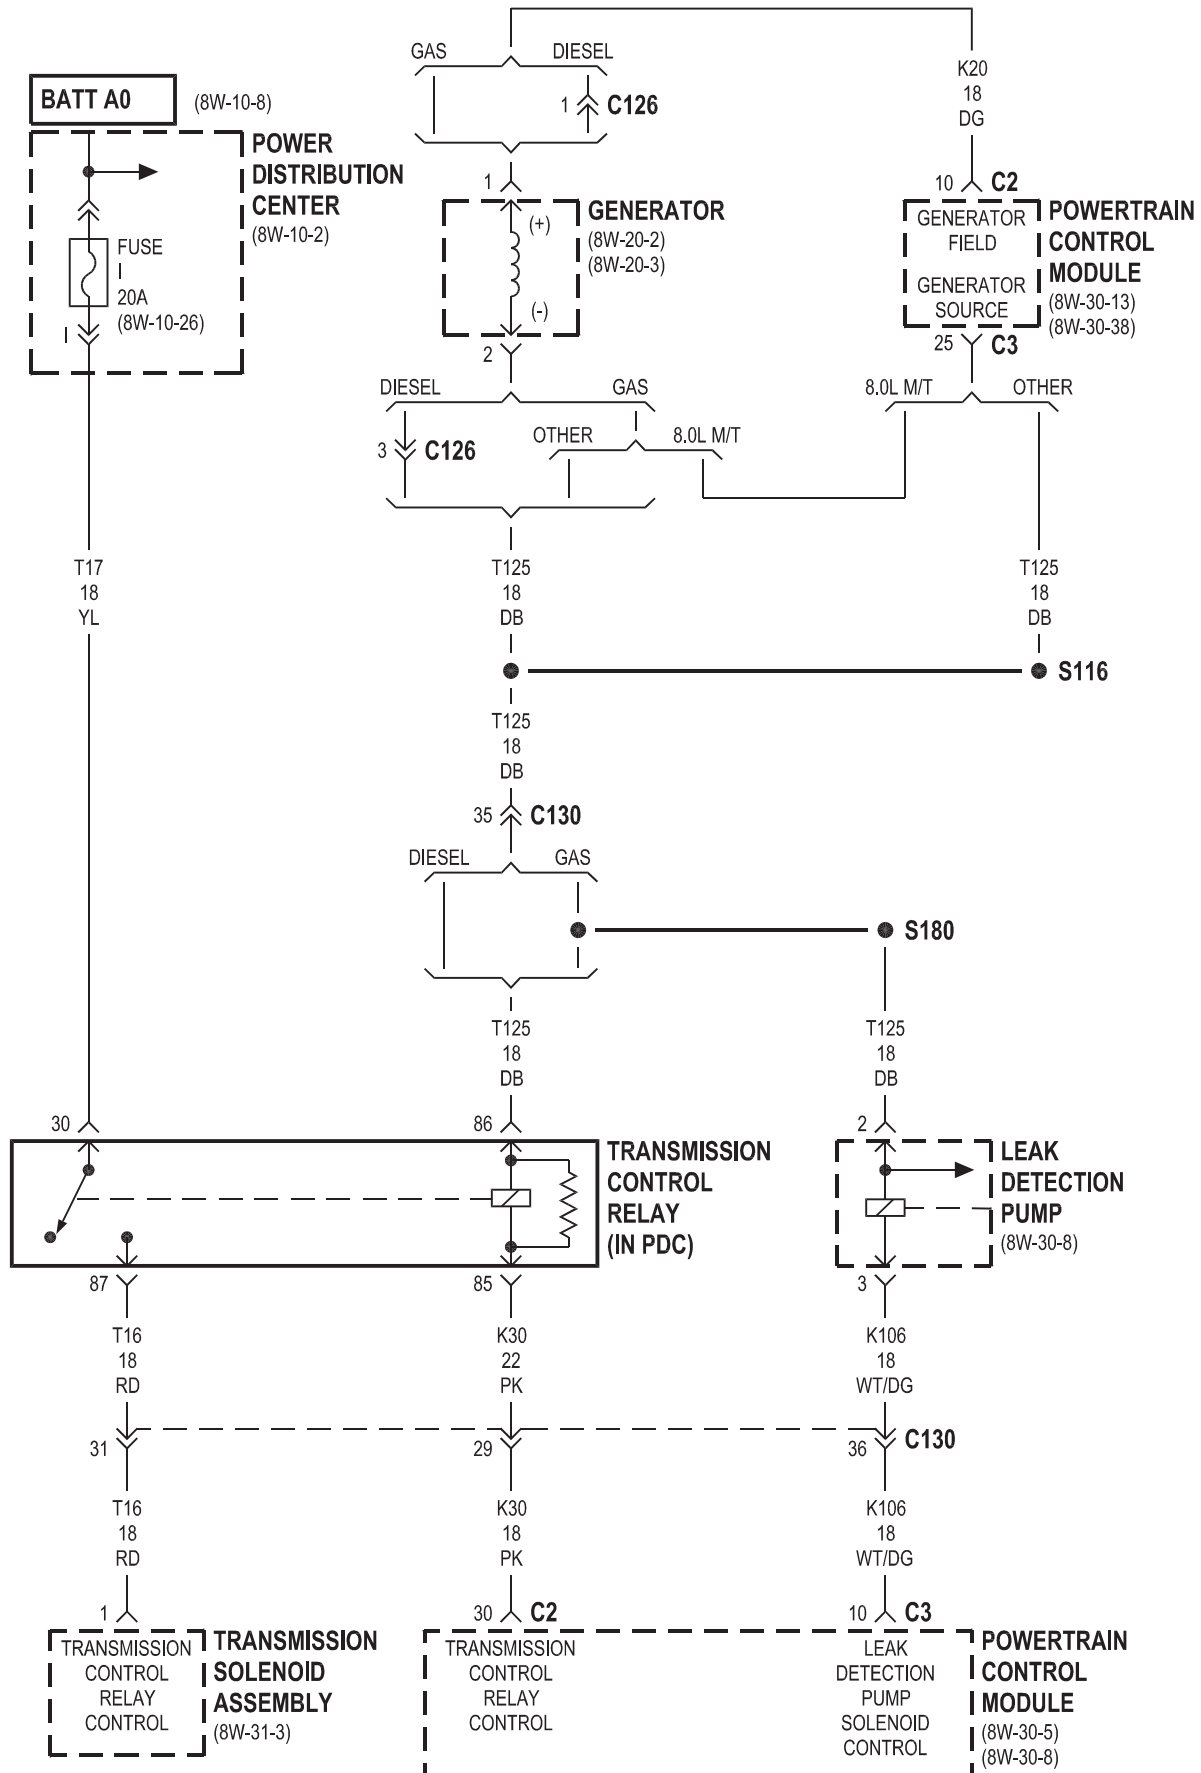 GAS
DIESEL
1
C126
K20
18
DG
BATT A0
(8W-10-8)
POWER
DISTRIBUTION
CENTER
(8W-10-2)
FUSE
I
20A
(8W-10-26)
I
1
GENERATOR
(8W-20-2)
(8W-20-3)
(+)
(-)
2
10
C2
GENERATOR
FIELD
GENERATOR
SOURCE
POWERTRAIN
CONTROL
MODULE
(8W-30-13)
(8W-30-38)
25
C3
DIESEL
GAS
8.0L M/T
OTHER
3
C126
OTHER
8.0L M/T
T17
18
YL
T125
18
DB
T125
18
DB
S116
T125
18
DB
35
C130
DIESEL
GAS
S180
T125
18
DB
T125
18
DB
30
86
2
TRANSMISSION
CONTROL
RELAY
(IN PDC)
LEAK
DETECTION
PUMP
(8W-30-8)
87
85
3
T16
18
RD
K30
22
PK
K106
18
WT/DG
31
29
36
C130
T16
18
RD
K30
18
PK
K106
18
WT/DG
1
30
C2
10
C3
TRANSMISSION
CONTROL
RELAY
CONTROL
TRANSMISSION
SOLENOID
ASSEMBLY
(8W-31-3)
TRANSMISSION
CONTROL
RELAY
CONTROL
LEAK
DETECTION
PUMP
SOLENOID
CONTROL
POWERTRAIN
CONTROL
MODULE
(8W-30-5)
(8W-30-8)